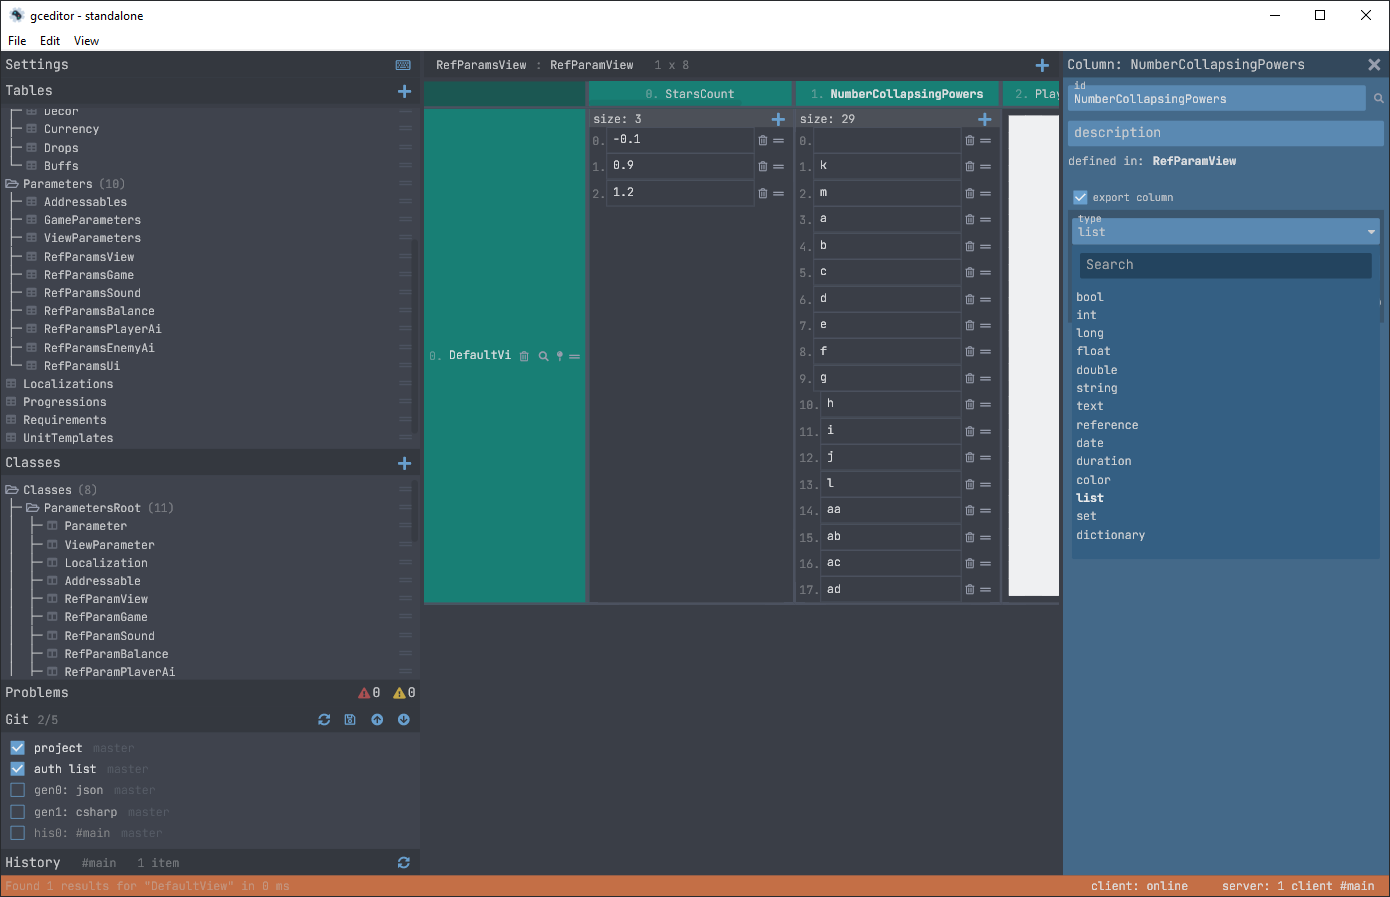 gceditor - standalone
File Edit View
Settings
Tables
Decor
Currency
Drops
Buffs
Parameters (10)
Addressables
GameParameters
ViewParameters
RefParamsView
RefParamsGame
RefParamsSound
RefParamsBalance
RefParamsPlayerAi
RefParamsEnemyAi
RefParamsUi
Localizations
Progressions
Requirements
UnitTemplates
Classes
Classes (8)
ParametersRoot (11)
Parameter
ViewParameter
Localization
Addressable
RefParamView
RefParamGame
RefParamSound
RefParamBalance
RefParamPlayerAi
Problems 0 0
Git 2/5
project master
auth list master
gen0: json master
gen1: csharp master
his0: #main master
History #main 1 item
RefParamsView : RefParamView 1 x 8
0. StarsCount 1. NumberCollapsingPowers 2. Play
0. DefaultVi
size: 3
0. -0.1
1. 0.9
2. 1.2
size: 29
0.
1. k
2. m
3. a
4. b
5. c
6. d
7. e
8. f
9. g
10. h
11. i
12. j
13. l
14. aa
15. ab
16. ac
17. ad
Column: NumberCollapsingPowers
id
NumberCollapsingPowers
description
defined in: RefParamView
export column
type
list
Search
bool
int
long
float
double
string
text
reference
date
duration
color
list
set
dictionary
Found 1 results for "DefaultView" in 0 ms
client: online server: 1 client #main